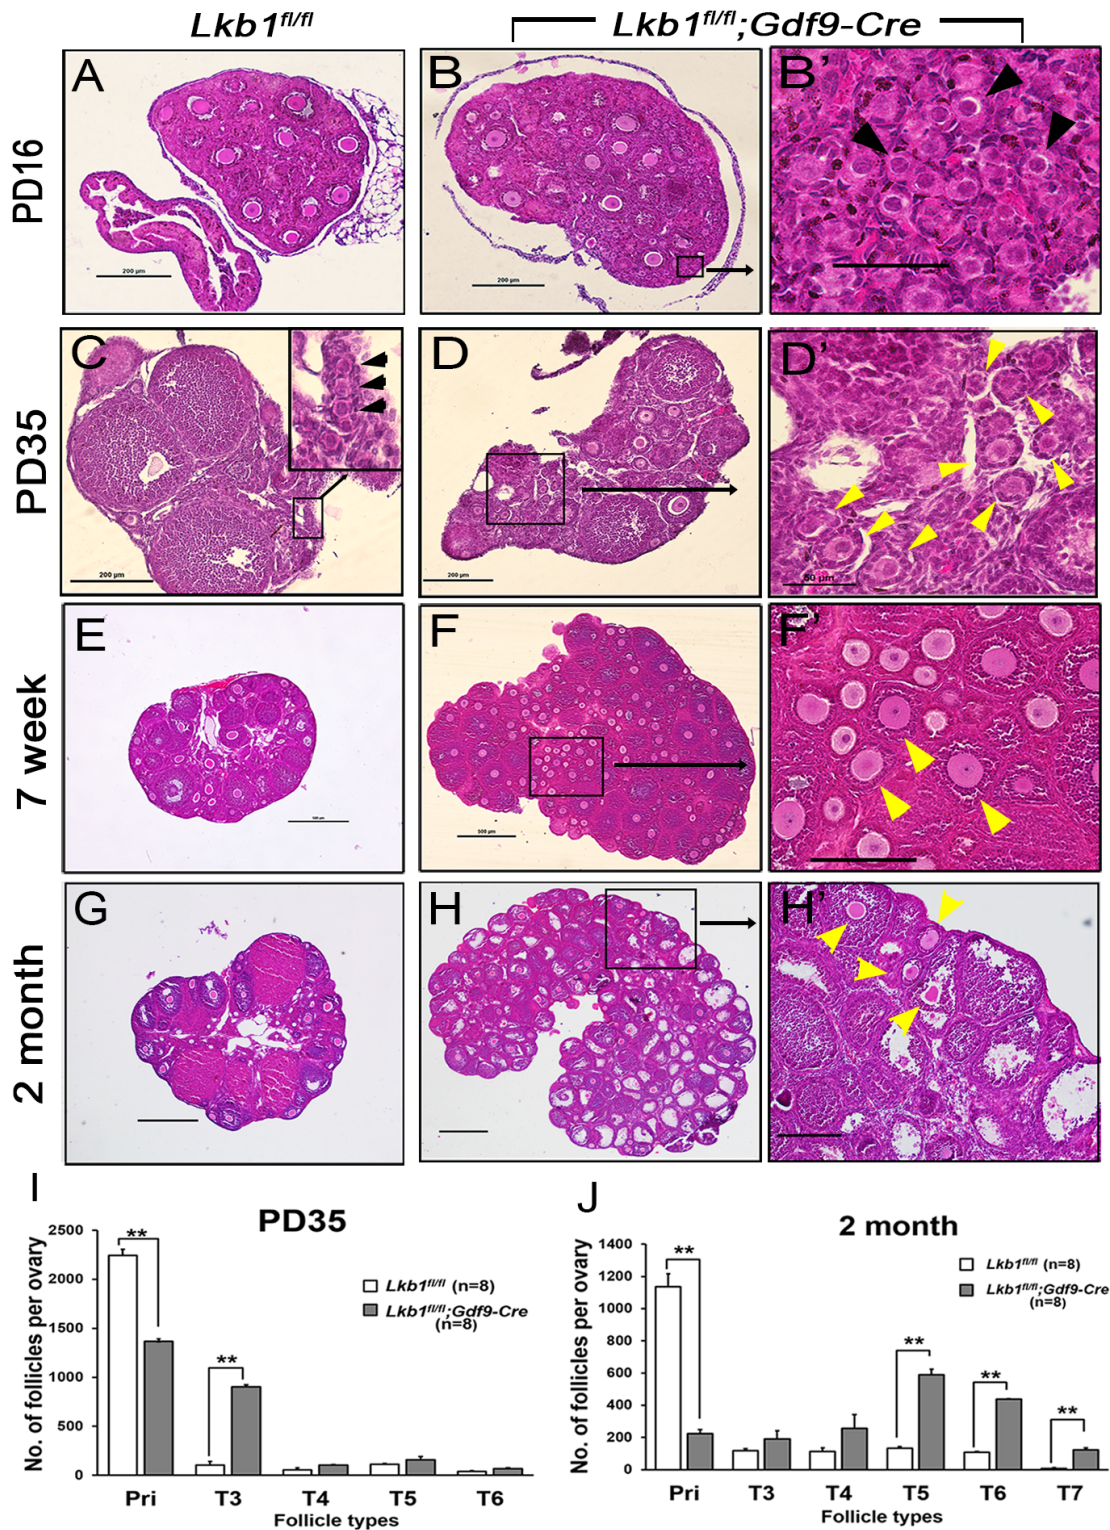 Lkb1fl/fl
Lkb1fl/fl;Gdf9-Cre
PD16
A
200 µm
B
200 µm
B'
PD35
C
200 µm
D
200 µm
D'
50 µm
7 week
E
F
500 µm
F'
2 month
G
H
H'
I
PD35
No. of follicles per ovary
2500
2000
1500
1000
500
0
**
**
Lkb1fl/fl (n=8)
Lkb1fl/fl;Gdf9-Cre
(n=8)
Pri T3 T4 T5 T6
Follicle types
J
2 month
No. of follicles per ovary
1400
1200
1000
800
600
400
200
0
**
**
**
**
Lkb1fl/fl (n=8)
Lkb1fl/fl;Gdf9-Cre
(n=8)
Pri T3 T4 T5 T6 T7
Follicle types